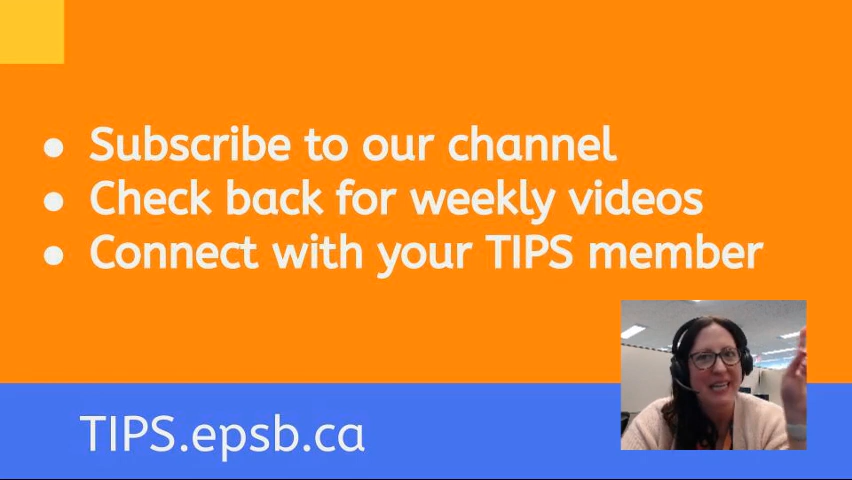 ● Subscribe to our channel
● Check back for weekly videos
● Connect with your TIPS member
TIPS.epsb.ca